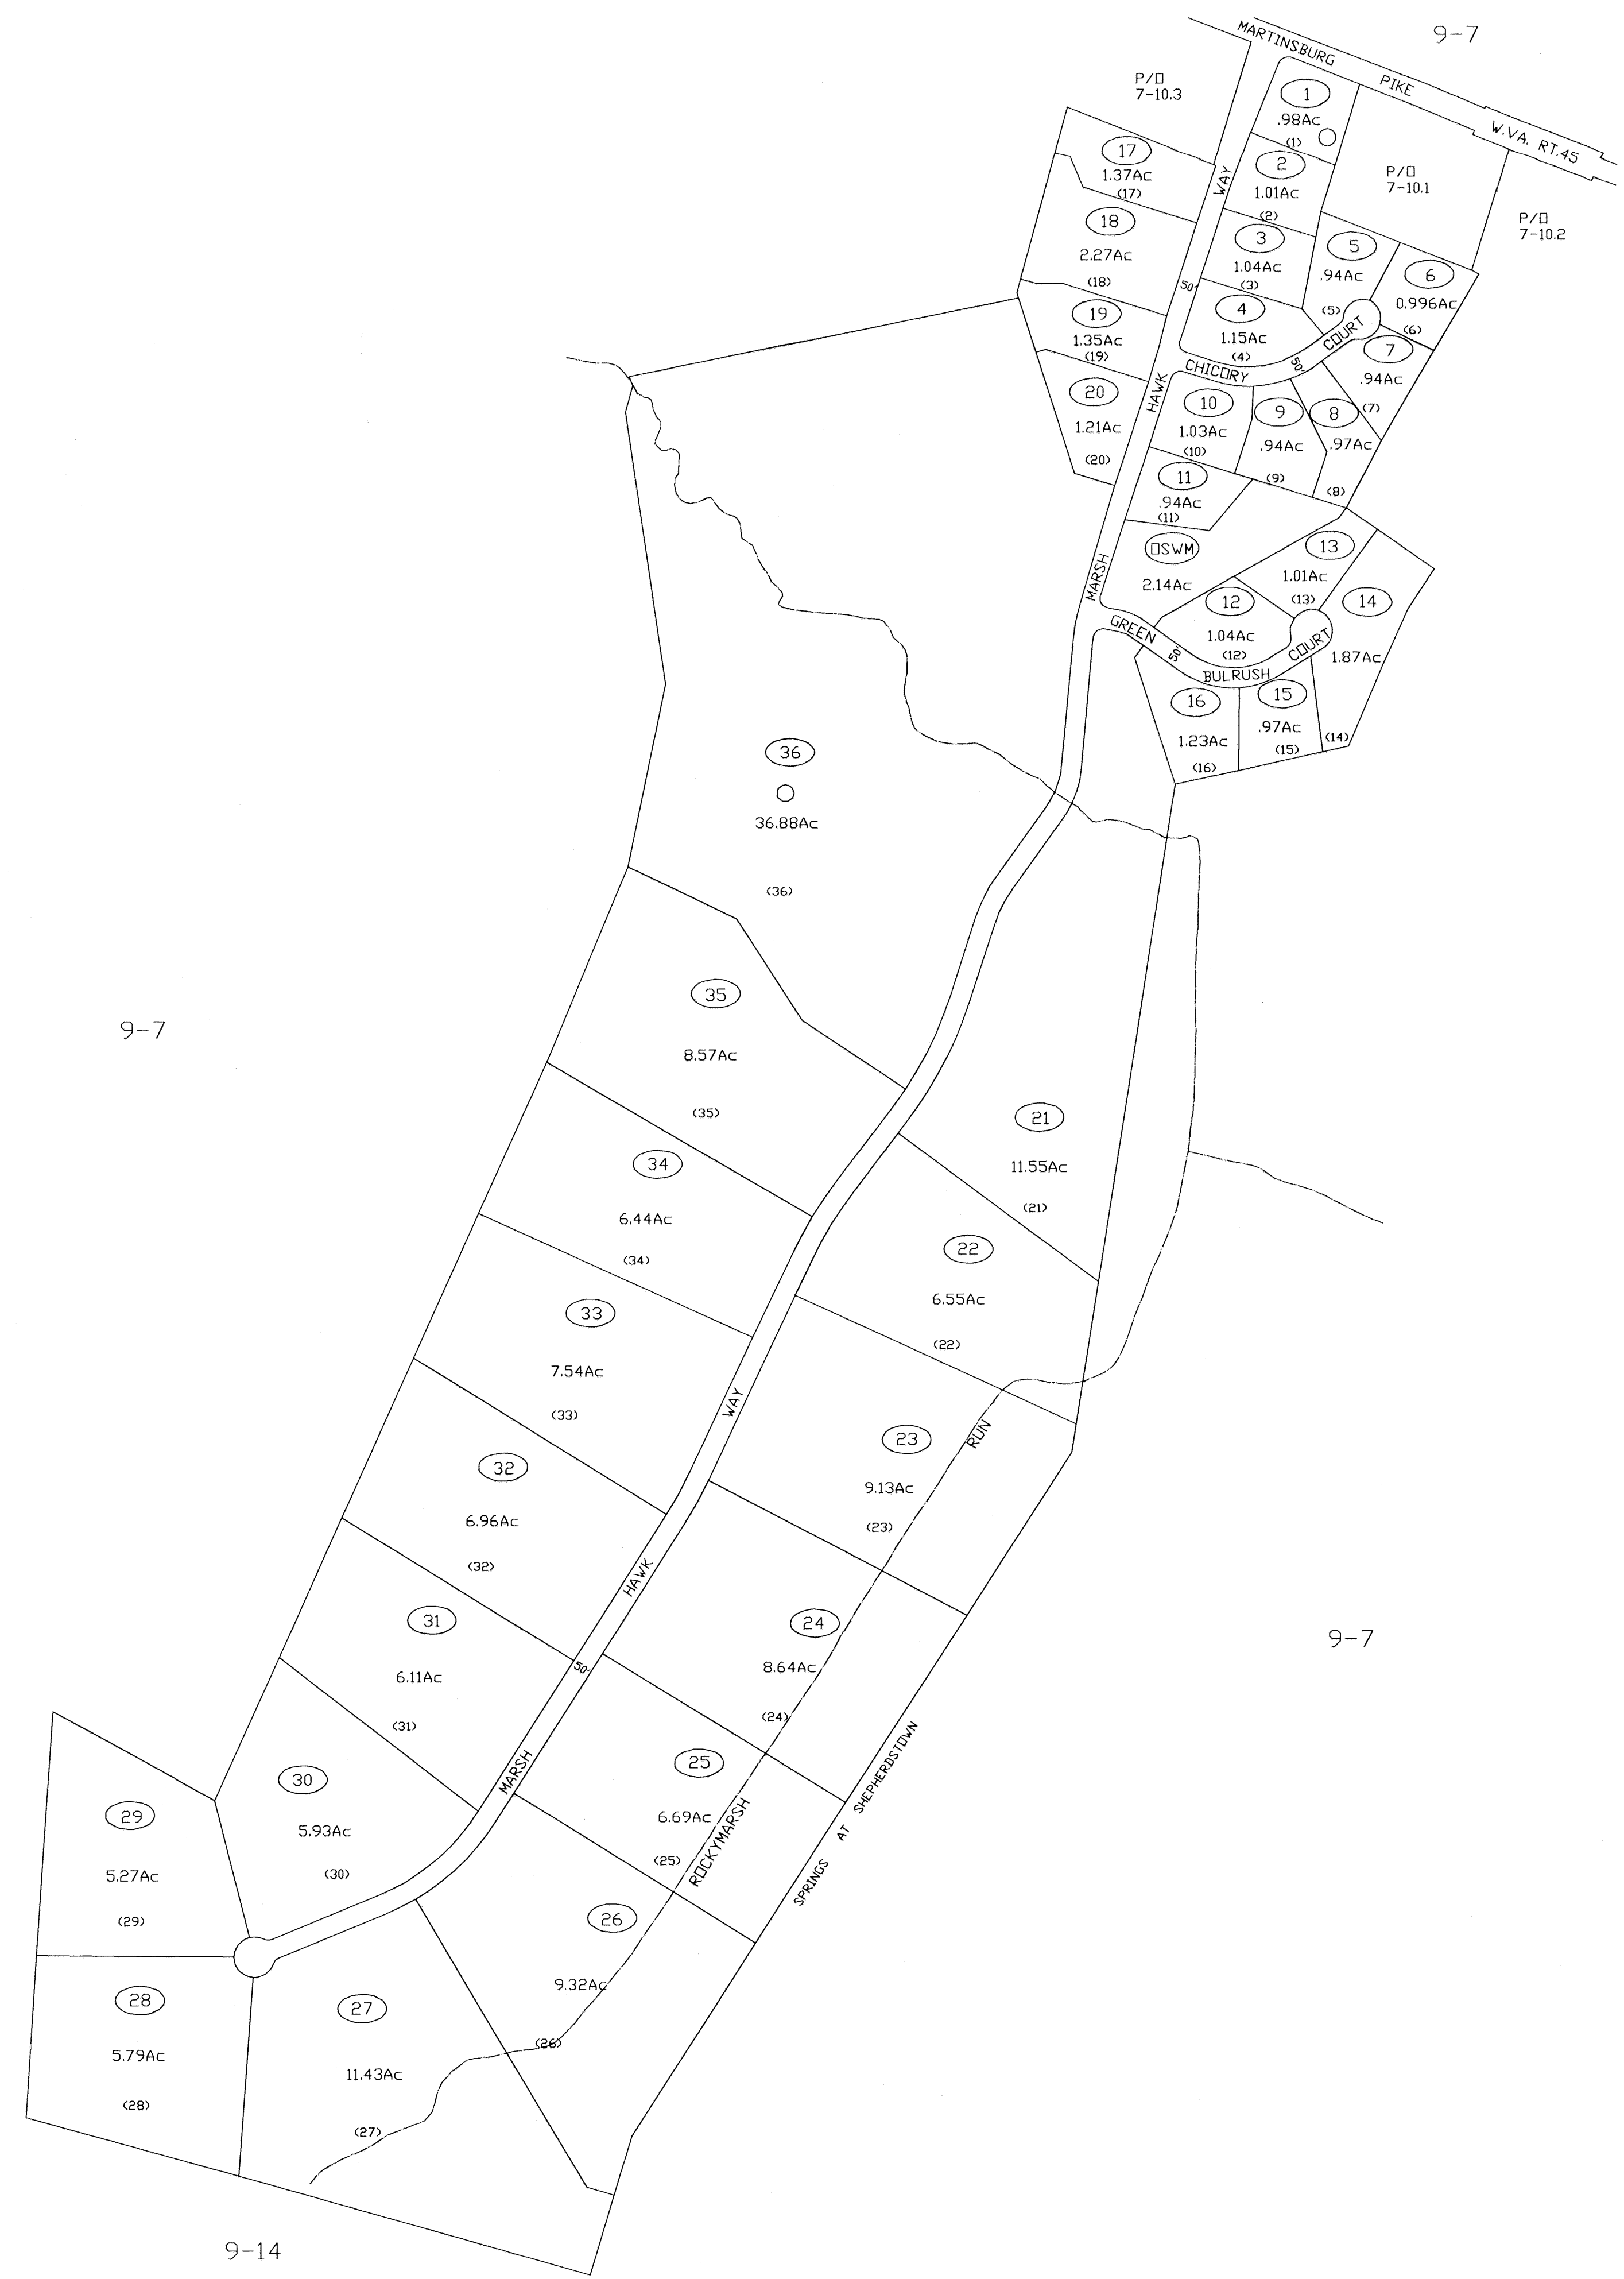 9-7
MARTINSBURG PIKE W.VA. RT.45
P/O
7-10.3
1
.98Ac
(1)
17
1.37Ac
(17)
2
1.01Ac
(2)
P/O
7-10.1
P/O
7-10.2
WAY
18
2.27Ac
(18)
3
1.04Ac
(3)
5
.94Ac
(5)
6
0.996Ac
(6)
50'
19
1.35Ac
(19)
4
1.15Ac
(4)
CHICORY 50' COURT
7
.94Ac
(7)
HAWK
20
1.21Ac
(20)
10
1.03Ac
(10)
9
.94Ac
(9)
8
.97Ac
(8)
11
.94Ac
(11)
MARSH
OSWM
2.14Ac
13
1.01Ac
(13)
12
1.04Ac
(12)
14
1.87Ac
(14)
GREEN 50' BULRUSH COURT
16
1.23Ac
(16)
15
.97Ac
(15)
36
36.88Ac
(36)
9-7
35
8.57Ac
(35)
21
11.55Ac
(21)
34
6.44Ac
(34)
22
6.55Ac
(22)
33
7.54Ac
(33)
WAY
23
9.13Ac
(23)
RUN
32
6.96Ac
(32)
HAWK
24
8.64Ac
(24)
9-7
31
6.11Ac
(31)
50'
MARSH
25
6.69Ac
(25)
ROCKYMARSH
SPRINGS AT SHEPHERDSTOWN
30
5.93Ac
(30)
29
5.27Ac
(29)
26
9.32Ac
(26)
28
5.79Ac
(28)
27
11.43Ac
(27)
9-14